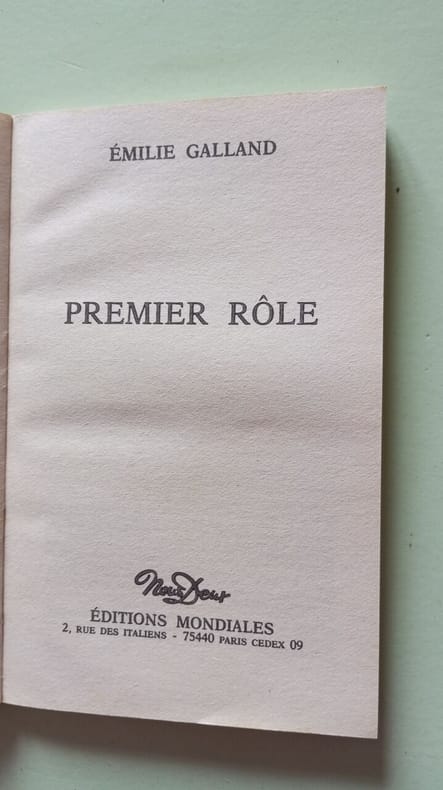 ÉMILIE GALLAND
PREMIER RÔLE
Nous Deux
ÉDITIONS MONDIALES
2, RUE DES ITALIENS - 75440 PARIS CEDEX 09